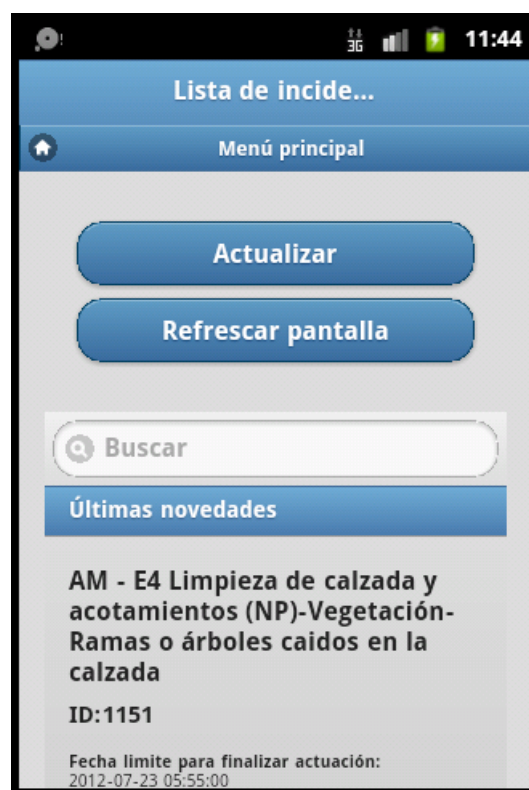 3G 11:44
Lista de incide...
Menú principal
Actualizar
Refrescar pantalla
Buscar
Últimas novedades
AM - E4 Limpieza de calzada y
acotamientos (NP)-Vegetación-
Ramas o árboles caidos en la
calzada
ID:1151
Fecha limite para finalizar actuación:
2012-07-23 05:55:00